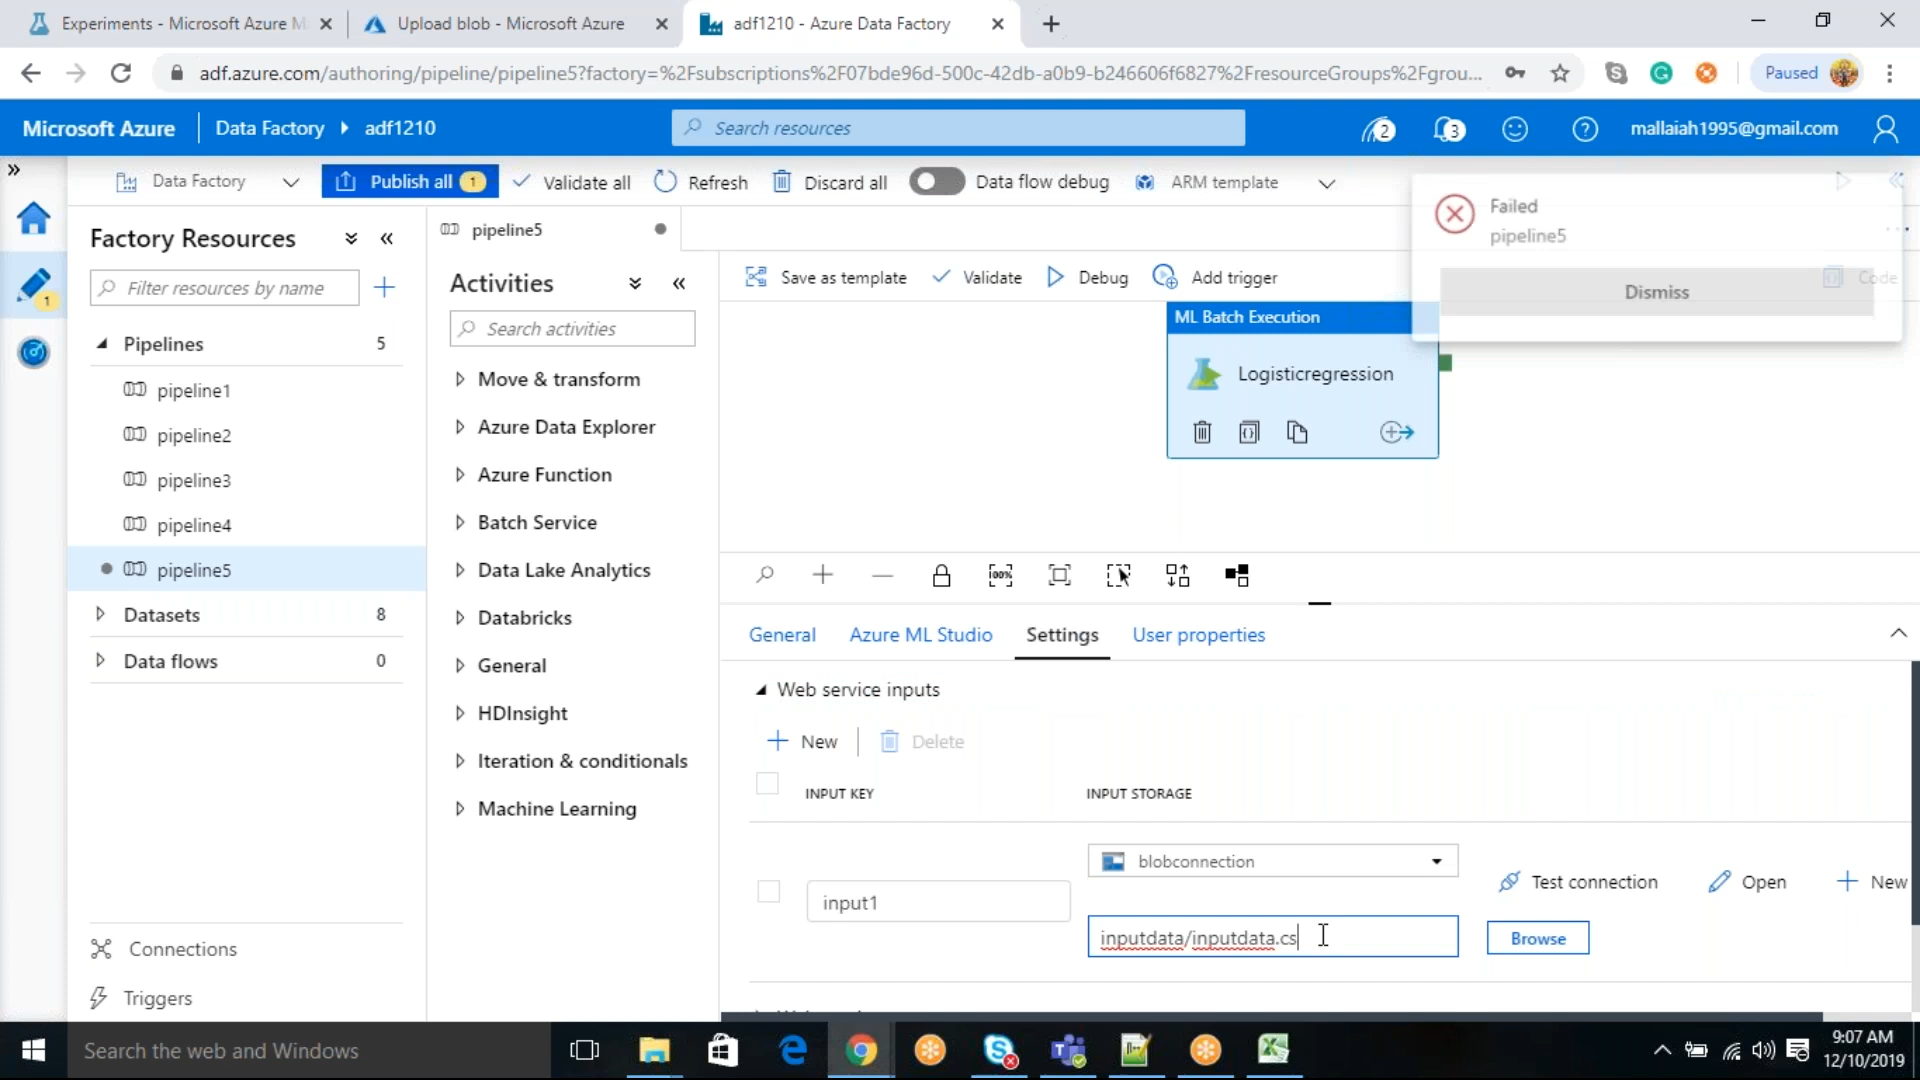 Experiments - Microsoft Azure M
Upload blob - Microsoft Azure
adf1210 - Azure Data Factory
adf.azure.com/authoring/pipeline/pipeline5?factory=%2Fsubscriptions%2F07bde96d-500c-42db-a0b9-b246606f6827%2FresourceGroups%2Fgrou...
Paused
Microsoft Azure
Data Factory
adf1210
Search resources
2
3
mallaiah1995@gmail.com
Data Factory
Publish all 1
Validate all
Refresh
Discard all
Data flow debug
ARM template
Failed
pipeline5
Dismiss
Code
Factory Resources
Filter resources by name
1
Pipelines 5
pipeline1
pipeline2
pipeline3
pipeline4
pipeline5
Datasets 8
Data flows 0
Connections
Triggers
pipeline5
Activities
Search activities
Move & transform
Azure Data Explorer
Azure Function
Batch Service
Data Lake Analytics
Databricks
General
HDInsight
Iteration & conditionals
Machine Learning
Save as template
Validate
Debug
Add trigger
ML Batch Execution
Logisticregression
100%
General
Azure ML Studio
Settings
User properties
Web service inputs
New
Delete
INPUT KEY
INPUT STORAGE
input1
blobconnection
Test connection
Open
New
inputdata/inputdata.cs
Browse
Search the web and Windows
9:07 AM
12/10/2019